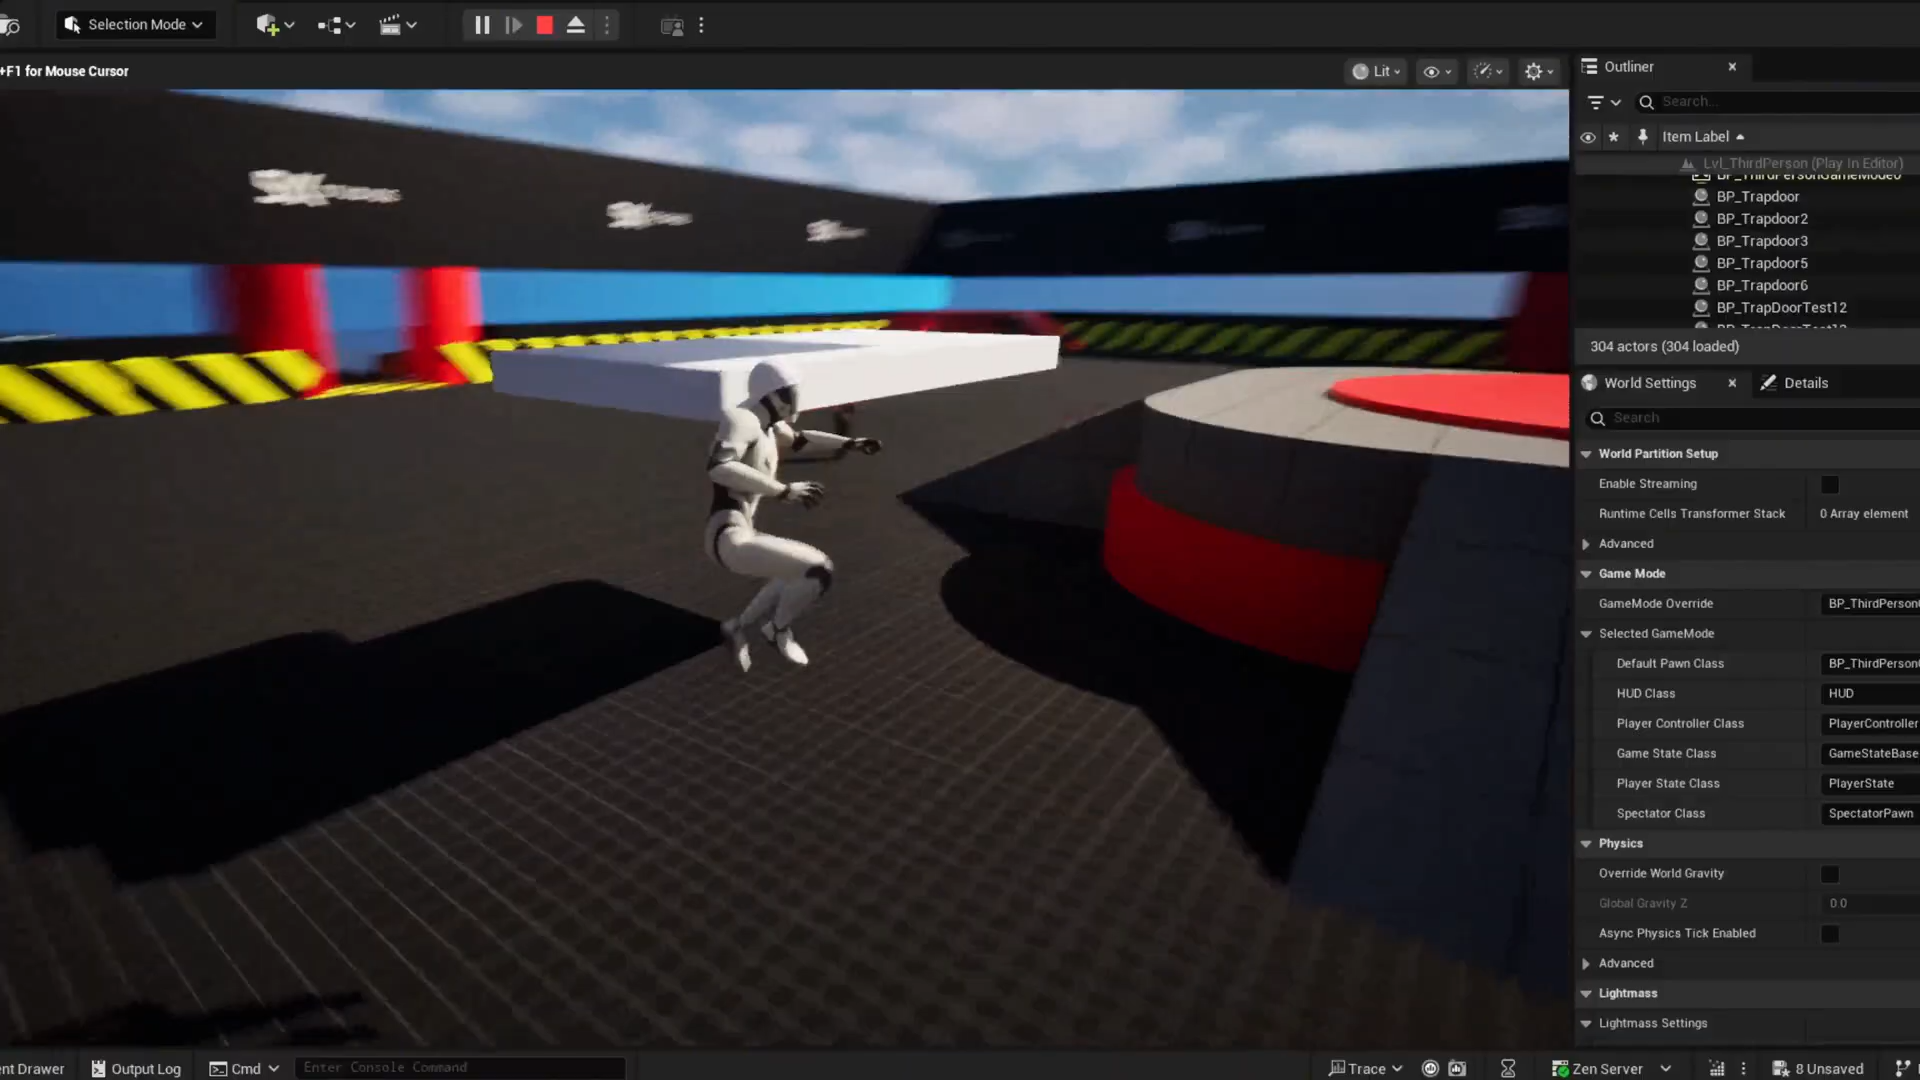 Selection Mode
+F1 for Mouse Cursor
Lit
Outliner
Search...
Item Label
Lvl_ThirdPerson (Play In Editor)
BP_ThirdPersonGameMode0
BP_Trapdoor
BP_Trapdoor2
BP_Trapdoor3
BP_Trapdoor5
BP_Trapdoor6
BP_TrapDoorTest12
304 actors (304 loaded)
World Settings
Details
Search
World Partition Setup
Enable Streaming
Runtime Cells Transformer Stack
0 Array element
Advanced
Game Mode
GameMode Override
BP_ThirdPerson
Selected GameMode
Default Pawn Class
BP_ThirdPerson
HUD Class
HUD
Player Controller Class
PlayerController
Game State Class
GameStateBase
Player State Class
PlayerState
Spectator Class
SpectatorPawn
Physics
Override World Gravity
Global Gravity Z
0.0
Async Physics Tick Enabled
Advanced
Lightmass
Lightmass Settings
nt Drawer
Output Log
Cmd
Enter Console Command
Trace
Zen Server
8 Unsaved